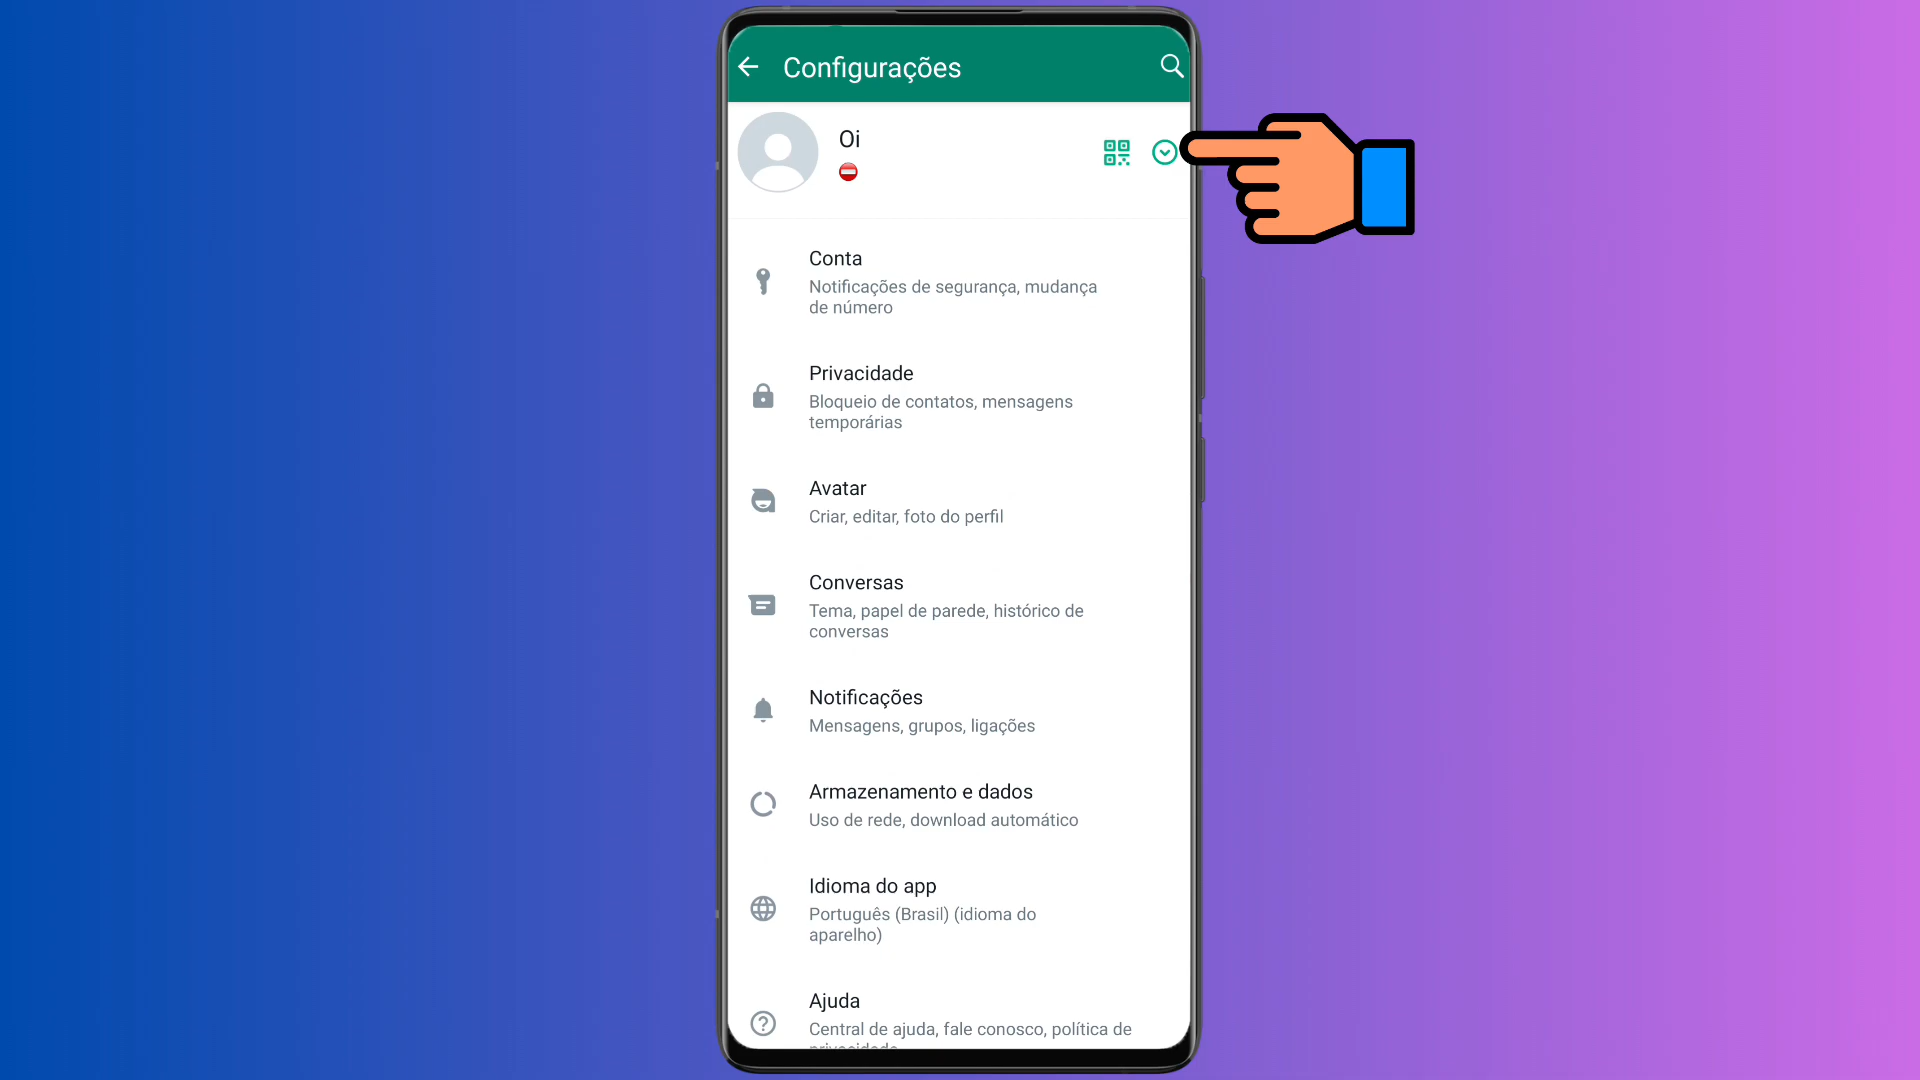 Configurações
Oi
Conta
Notificações de segurança, mudança
de número
Privacidade
Bloqueio de contatos, mensagens
temporárias
Avatar
Criar, editar, foto do perfil
Conversas
Tema, papel de parede, histórico de
conversas
Notificações
Mensagens, grupos, ligações
Armazenamento e dados
Uso de rede, download automático
Idioma do app
Português (Brasil) (idioma do
aparelho)
Ajuda
Central de ajuda, fale conosco, política de
privacidade